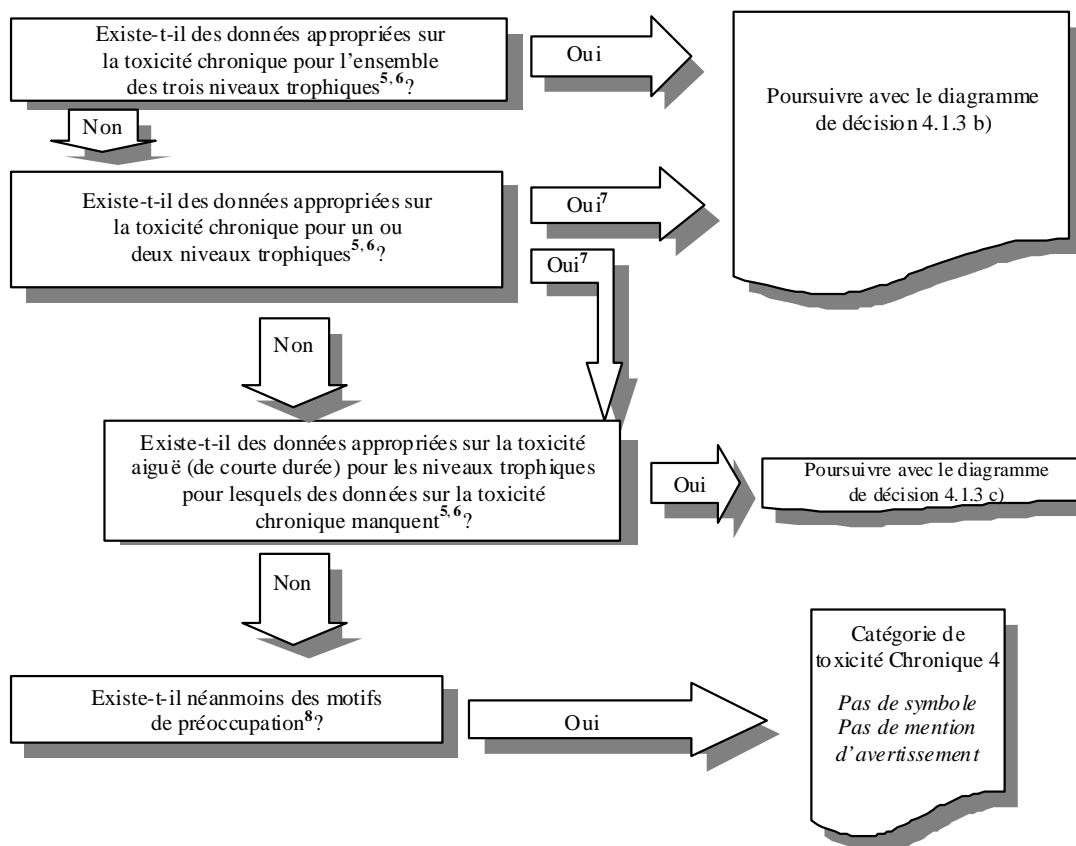 Existe-t-il des données appropriées sur
la toxicité chronique pour l’ensemble
des trois niveaux trophiques5, 6?
Oui
Poursuivre avec le diagramme
de décision 4.1.3 b)
Non
Existe-t-il des données appropriées sur
la toxicité chronique pour un ou
deux niveaux trophiques5, 6?
Oui7
Oui7
Non
Existe-t-il des données appropriées sur la toxicité
aiguë (de courte durée) pour les niveaux trophiques
pour lesquels des données sur la toxicité
chronique manquent5, 6?
Oui
Poursuivre avec le diagramme
de décision 4.1.3 c)
Non
Existe-t-il néanmoins des motifs
de préoccupation8?
Oui
Catégorie de
toxicité Chronique 4
Pas de symbole
Pas de mention
d’avertissement